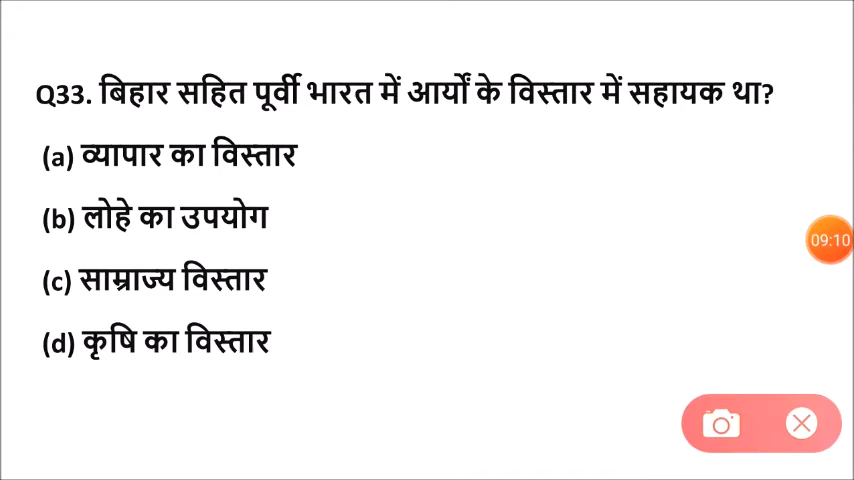 Q33. बिहार सहित पूर्वी भारत में आर्यों के विस्तार में सहायक था?
(a) व्यापार का विस्तार
(b) लोहे का उपयोग
09:10
(c) साम्राज्य विस्तार
(d) कृषि का विस्तार